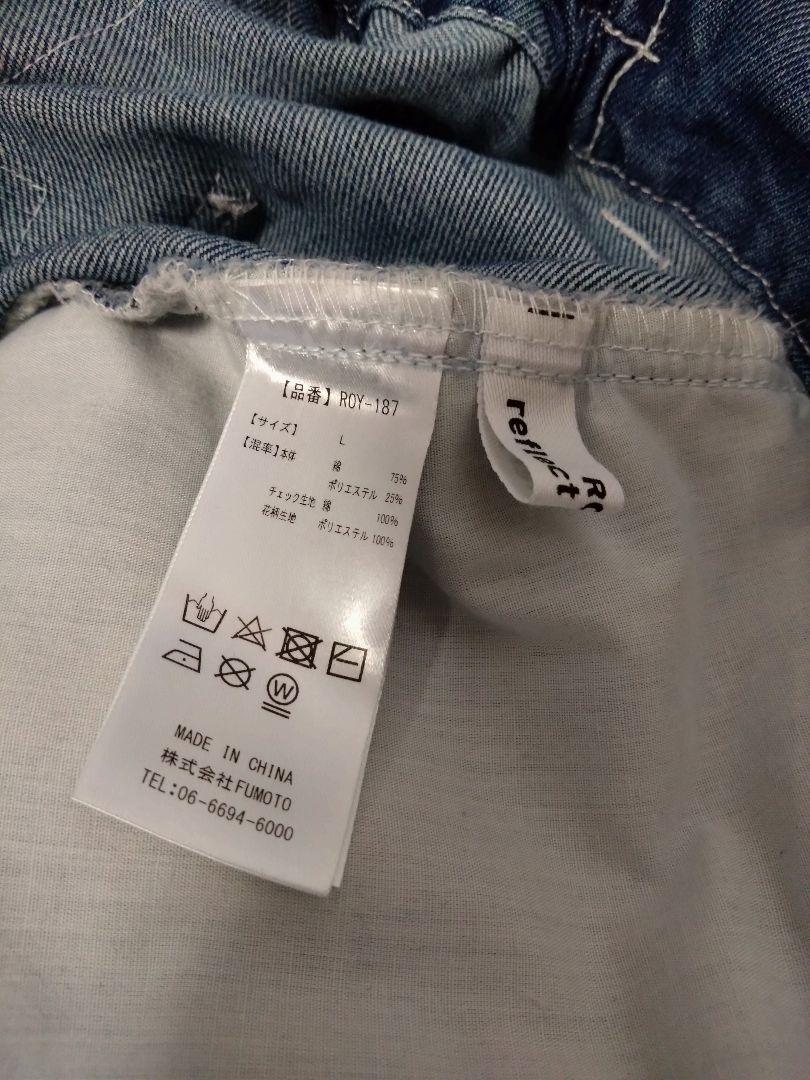 【品番】ROY-187
【サイズ】 L
【混率】本体 綿 75%
ポリエステル 25%
チェック生地 綿 100%
花柄生地 ポリエステル 100%
W
MADE IN CHINA
株式会社FUMOTO
TEL:06-6694-6000
reflect